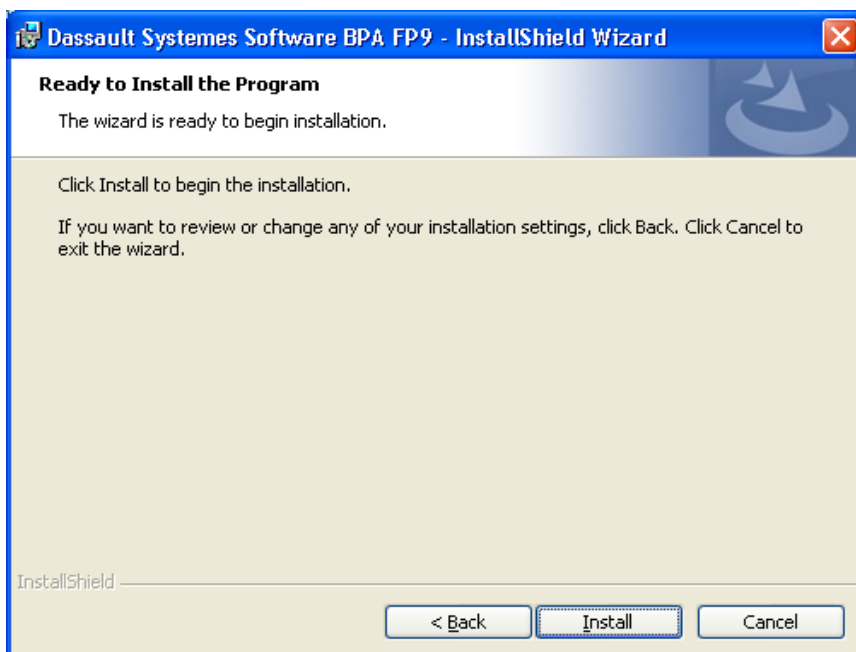 Dassault Systemes Software BPA FP9 - InstallShield Wizard
Ready to Install the Program
The wizard is ready to begin installation.
Click Install to begin the installation.
If you want to review or change any of your installation settings, click Back. Click Cancel to
exit the wizard.
InstallShield
< Back
Install
Cancel